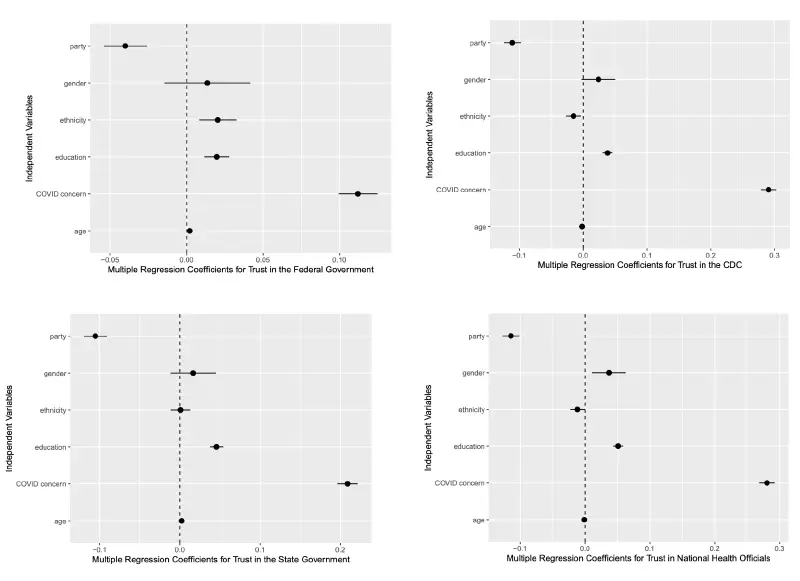 party
gender
ethnicity
education
COVID concern
age
Independent Variables
−0.05 0.00 0.05 0.10
Multiple Regression Coefficients for Trust in the Federal Government
party
gender
ethnicity
education
COVID concern
age
Independent Variables
−0.1 0.0 0.1 0.2 0.3
Multiple Regression Coefficients for Trust in the CDC
party
gender
ethnicity
education
COVID concern
age
Independent Variables
−0.1 0.0 0.1 0.2
Multiple Regression Coefficients for Trust in the State Government
party
gender
ethnicity
education
COVID concern
age
Independent Variables
−0.1 0.0 0.1 0.2 0.3
Multiple Regression Coefficients for Trust in National Health Officials